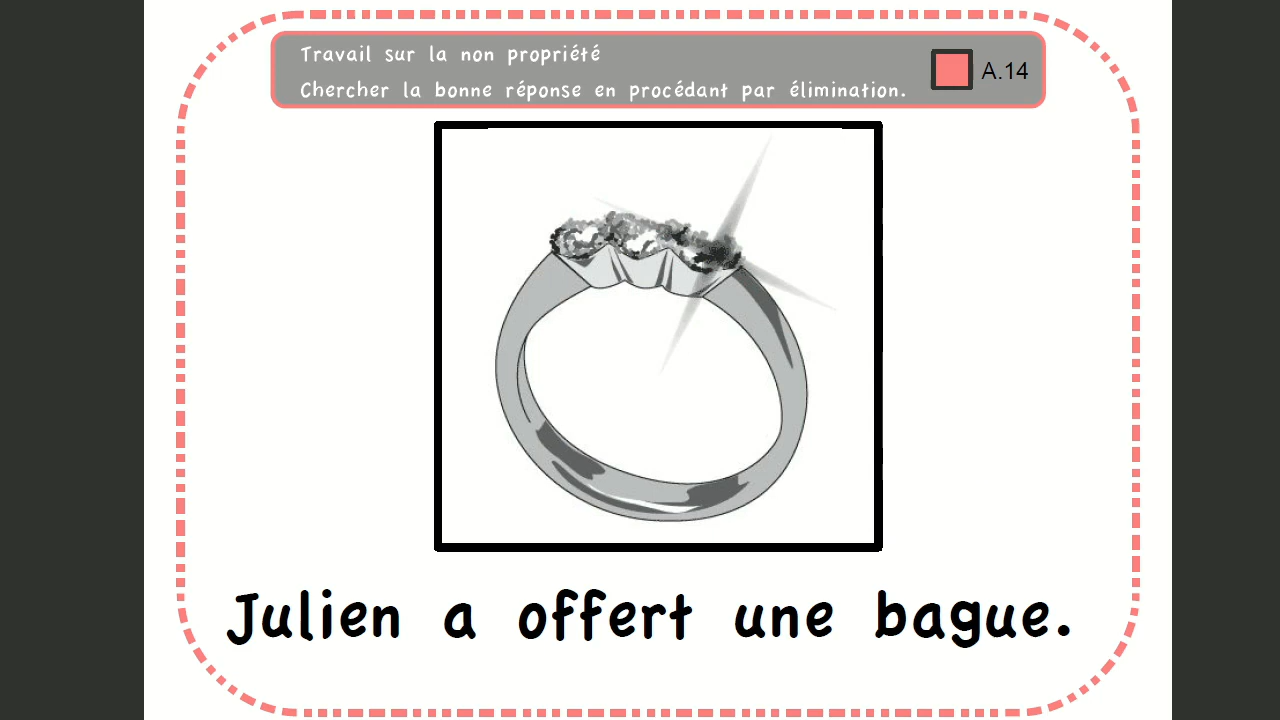 Travail sur la non propriété
Chercher la bonne réponse en procédant par élimination.
A.14
Julien a offert une bague.